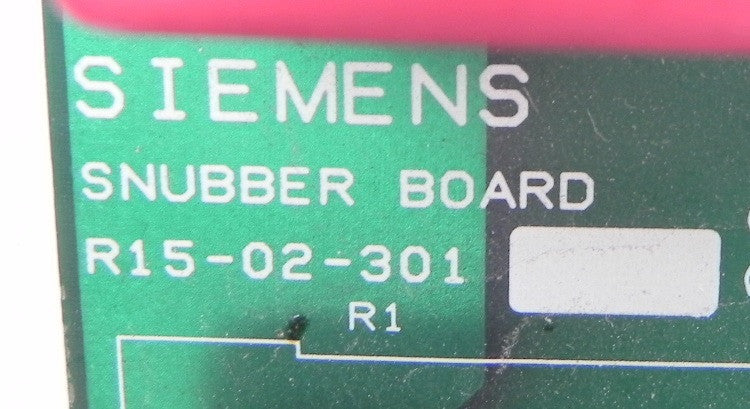 SIEMENS
SNUBBER BOARD
R15-02-301
R1